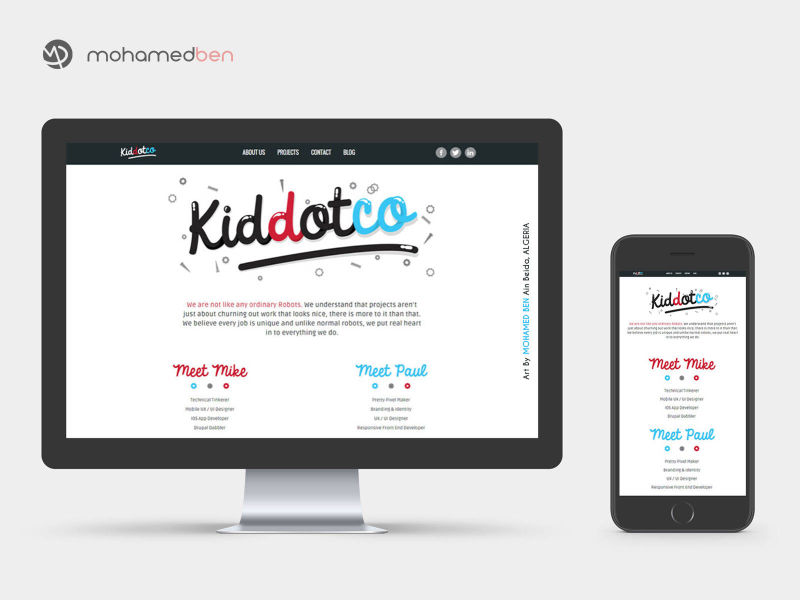 mohamedben
Kiddotco
ABOUT US PROJECTS CONTACT BLOG
Kiddotco
We are not like any ordinary Robots. We understand that projects aren't
just about churning out work that looks nice, there is more to it than that.
We believe every job is unique and unlike normal robots, we put real heart
in to everything we do.
Meet Mike
Technical Tinkerer
Mobile UX / UI Designer
iOS App Developer
Drupal Dabbler
Meet Paul
Pretty Pixel Maker
Branding & Identity
UX / UI Designer
Responsive Front End Developer
Art By MOHAMED BEN Ain Beida, ALGERIA
Kiddotco
We are not like any ordinary Robots. We understand that projects aren't
just about churning out work that looks nice, there is more to it than that.
We believe every job is unique and unlike normal robots, we put real heart
in to everything we do.
Meet Mike
Technical Tinkerer
Mobile UX / UI Designer
iOS App Developer
Drupal Dabbler
Meet Paul
Pretty Pixel Maker
Branding & Identity
UX / UI Designer
Responsive Front End Developer